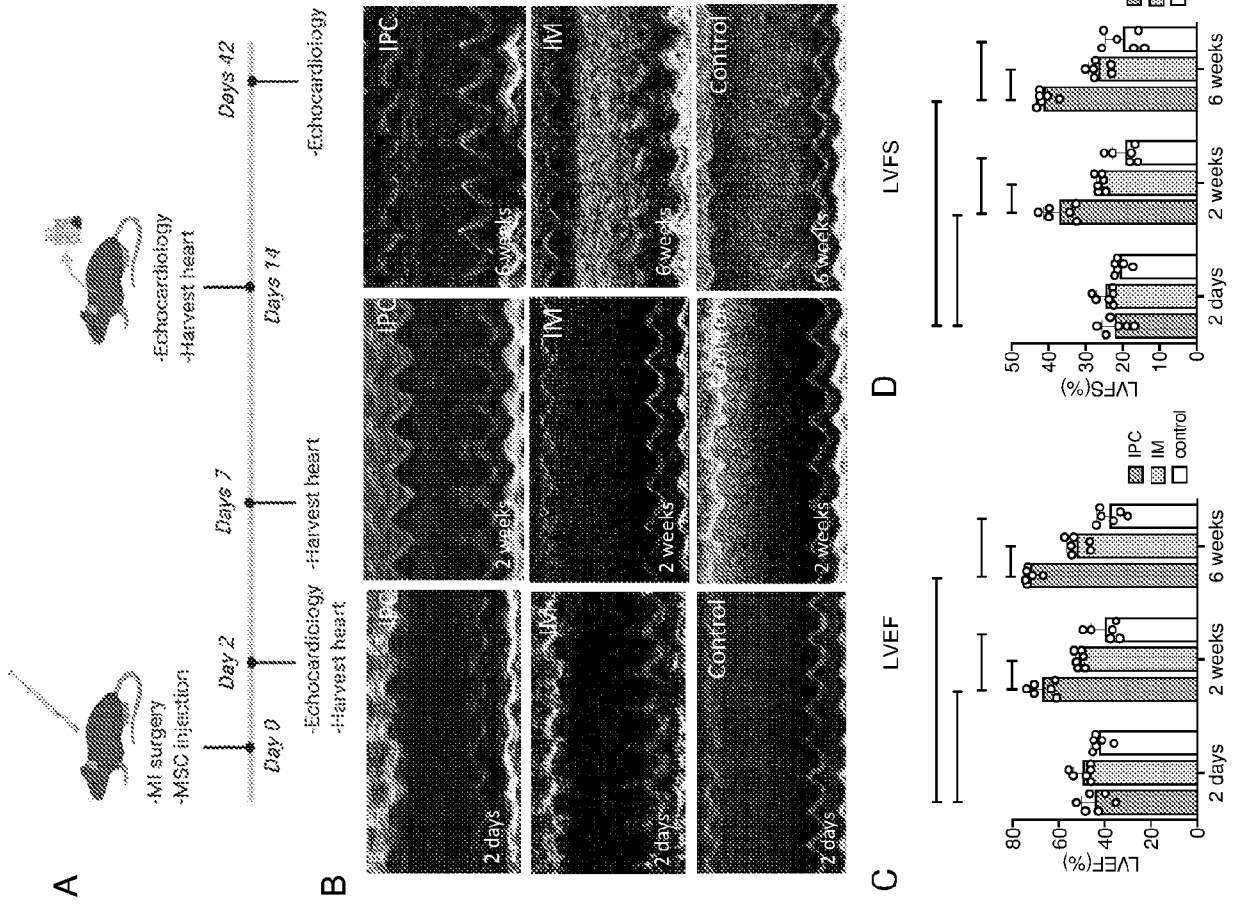 A
-MI surgery
-MSC injection
Day 0
Day 2
-Echocardiology
-Harvest heart
Days 7
-Harvest heart
-Echocardiology
-Harvest heart
Days 14
Days 42
-Echocardiology
B
IPC
2 days
IPC
2 weeks
IPC
6 weeks
IM
2 days
IM
2 weeks
IM
6 weeks
Control
2 days
Control
2 weeks
Control
6 weeks
C
LVEF
LVEF(%)
80
60
40
20
0
2 days
2 weeks
6 weeks
IPC
IM
control
D
LVFS
LVFS(%)
50
40
30
20
10
0
2 days
2 weeks
6 weeks